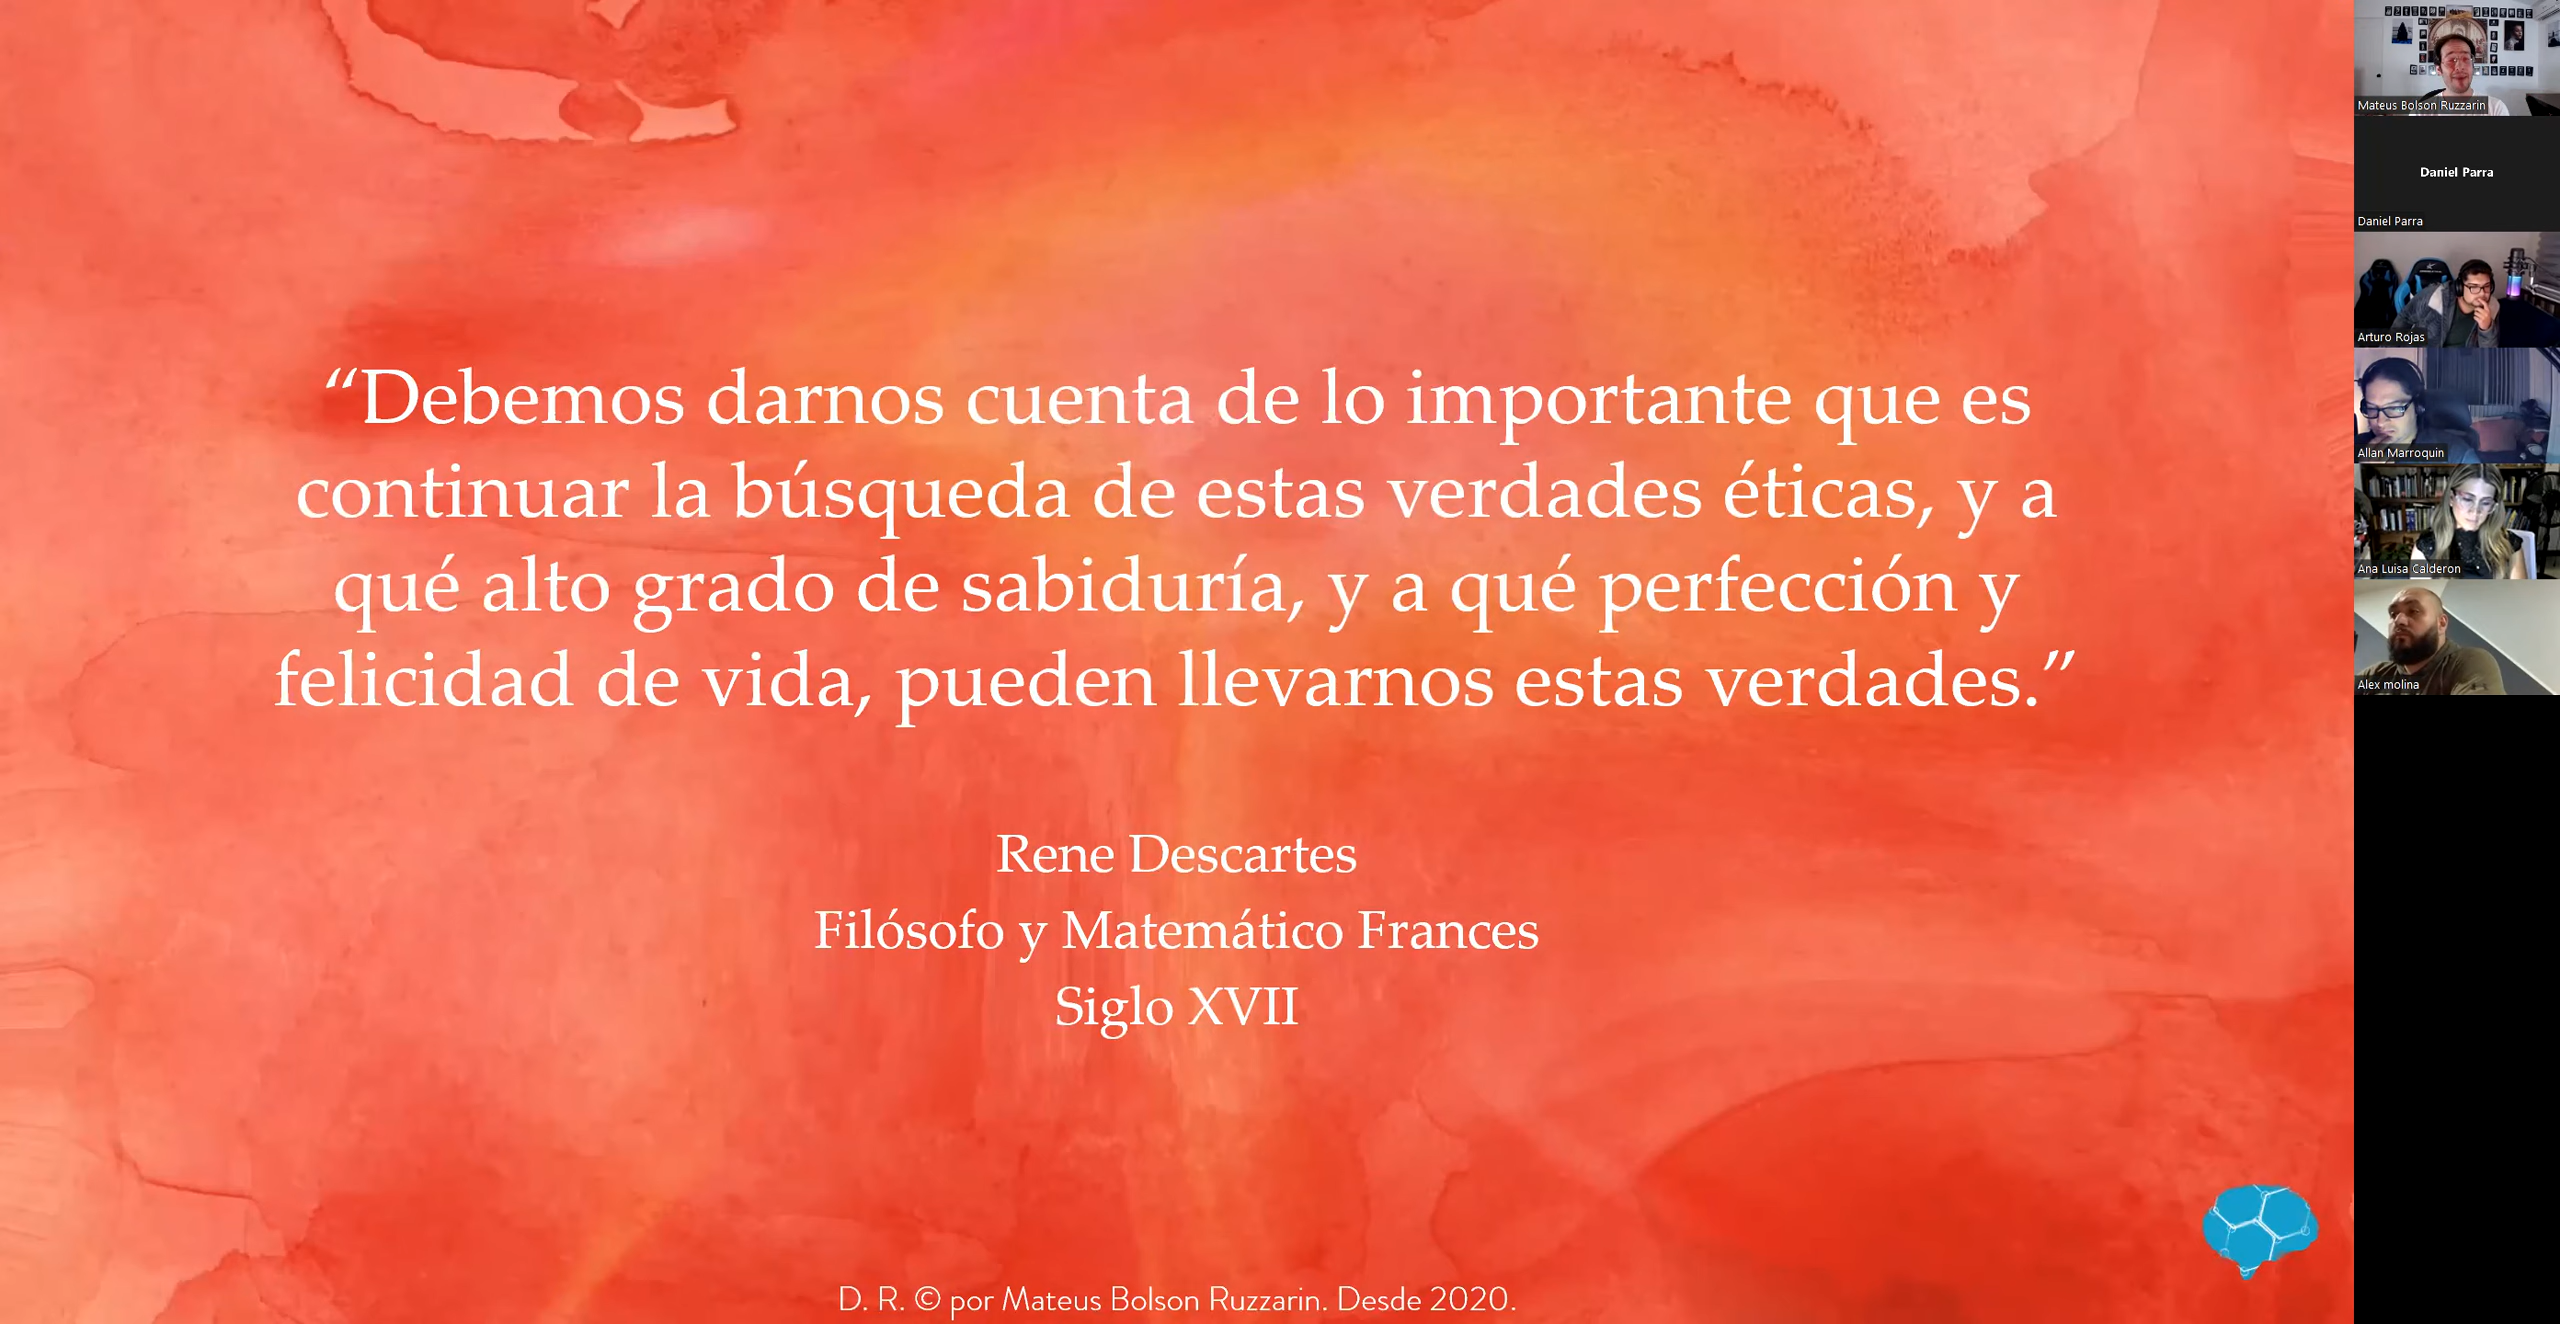 “Debemos darnos cuenta de lo importante que es
continuar la búsqueda de estas verdades éticas, y a
qué alto grado de sabiduría, y a qué perfección y
felicidad de vida, pueden llevarnos estas verdades.”
Rene Descartes
Filósofo y Matemático Frances
Siglo XVII
D. R. © por Mateus Bolson Ruzzarin. Desde 2020.
Mateus Bolson Ruzzarin
Daniel Parra
Daniel Parra
Arturo Rojas
Allan Marroquin
Ana Luisa Calderon
Alex molina